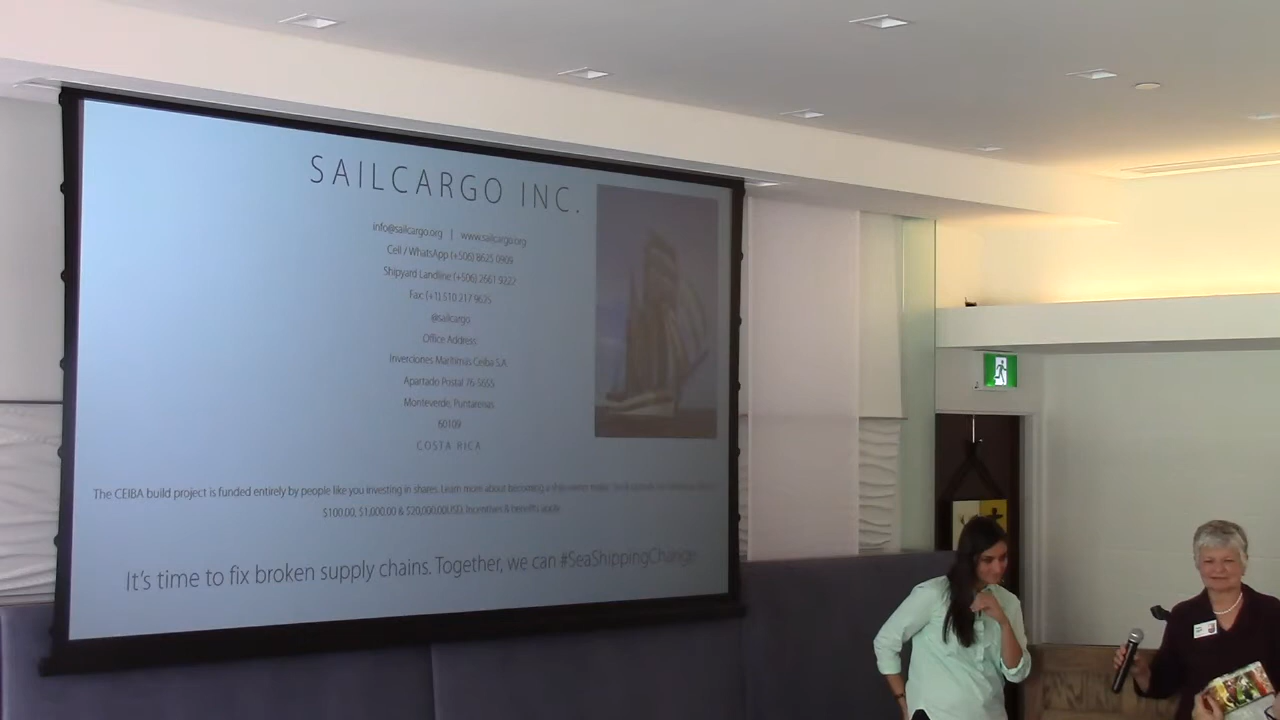 SAILCARGO INC.
info@sailcargo.org | www.sailcargo.org
Cell / WhatsApp (+506) 8625 0909
Shipyard Landline (+506) 2661 9222
Fax: (+1) 510 217 9635
@sailcargo
Office Address:
Inverciones Maritimas Ceiba S.A
Apartado Postal 76-5655
Monteverde, Puntarenas
60109
COSTA RICA
The CEIBA build project is funded entirely by people like you investing in shares. Learn more about becoming a ship owner
$100.00, $1,000.00 & $20,000.00USD. Incentives & benefits apply.
It's time to fix broken supply chains. Together, we can #SeaShippingChange